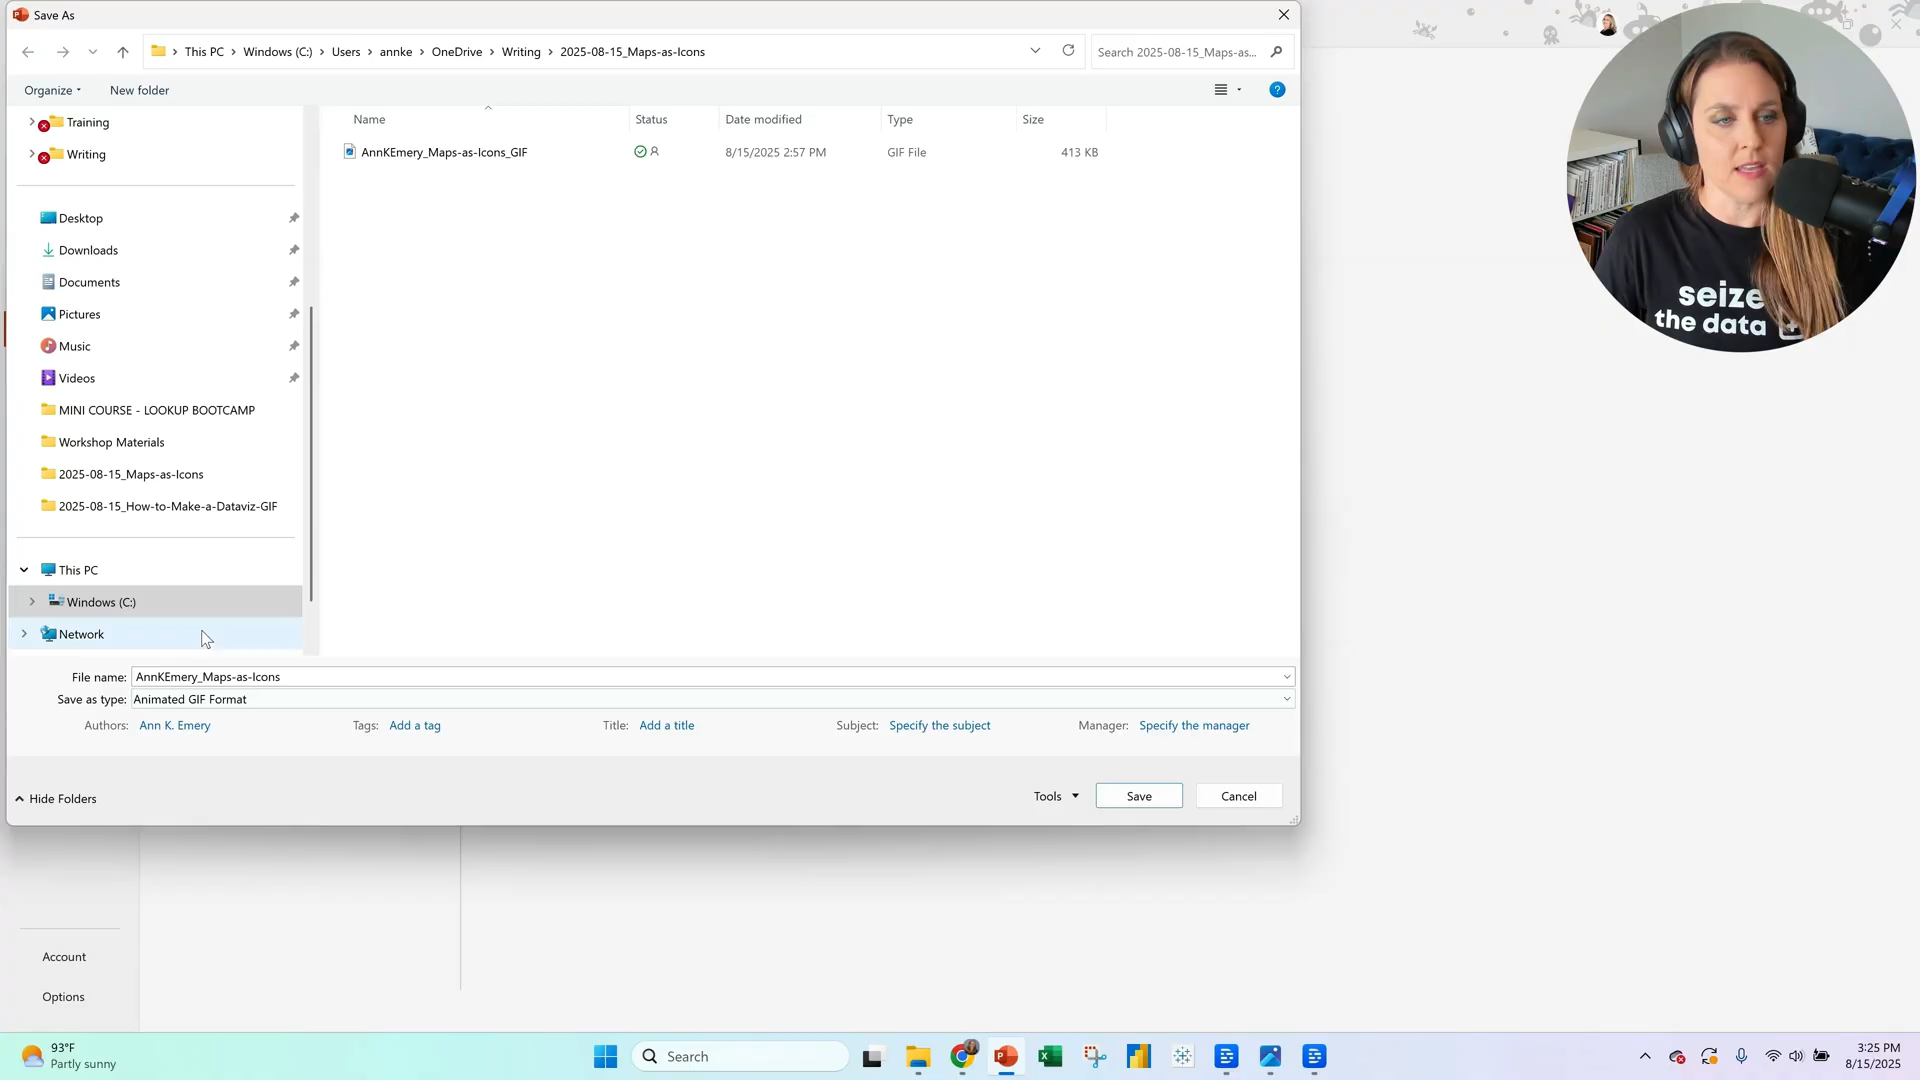 Save As
This PC > Windows (C:) > Users > annke > OneDrive > Writing > 2025-08-15_Maps-as-Icons
Search 2025-08-15_Maps-as...
Organize
New folder
Training
Writing
Desktop
Downloads
Documents
Pictures
Music
Videos
MINI COURSE - LOOKUP BOOTCAMP
Workshop Materials
2025-08-15_Maps-as-Icons
2025-08-15_How-to-Make-a-Dataviz-GIF
This PC
Windows (C:)
Network
Name Status Date modified Type Size
AnnKEmery_Maps-as-Icons_GIF 8/15/2025 2:57 PM GIF File 413 KB
seize
the data
File name: AnnKEmery_Maps-as-Icons
Save as type: Animated GIF Format
Authors: Ann K. Emery Tags: Add a tag Title: Add a title Subject: Specify the subject Manager: Specify the manager
Hide Folders
Tools
Save
Cancel
Account
Options
93°F
Partly sunny
Search
3:25 PM
8/15/2025